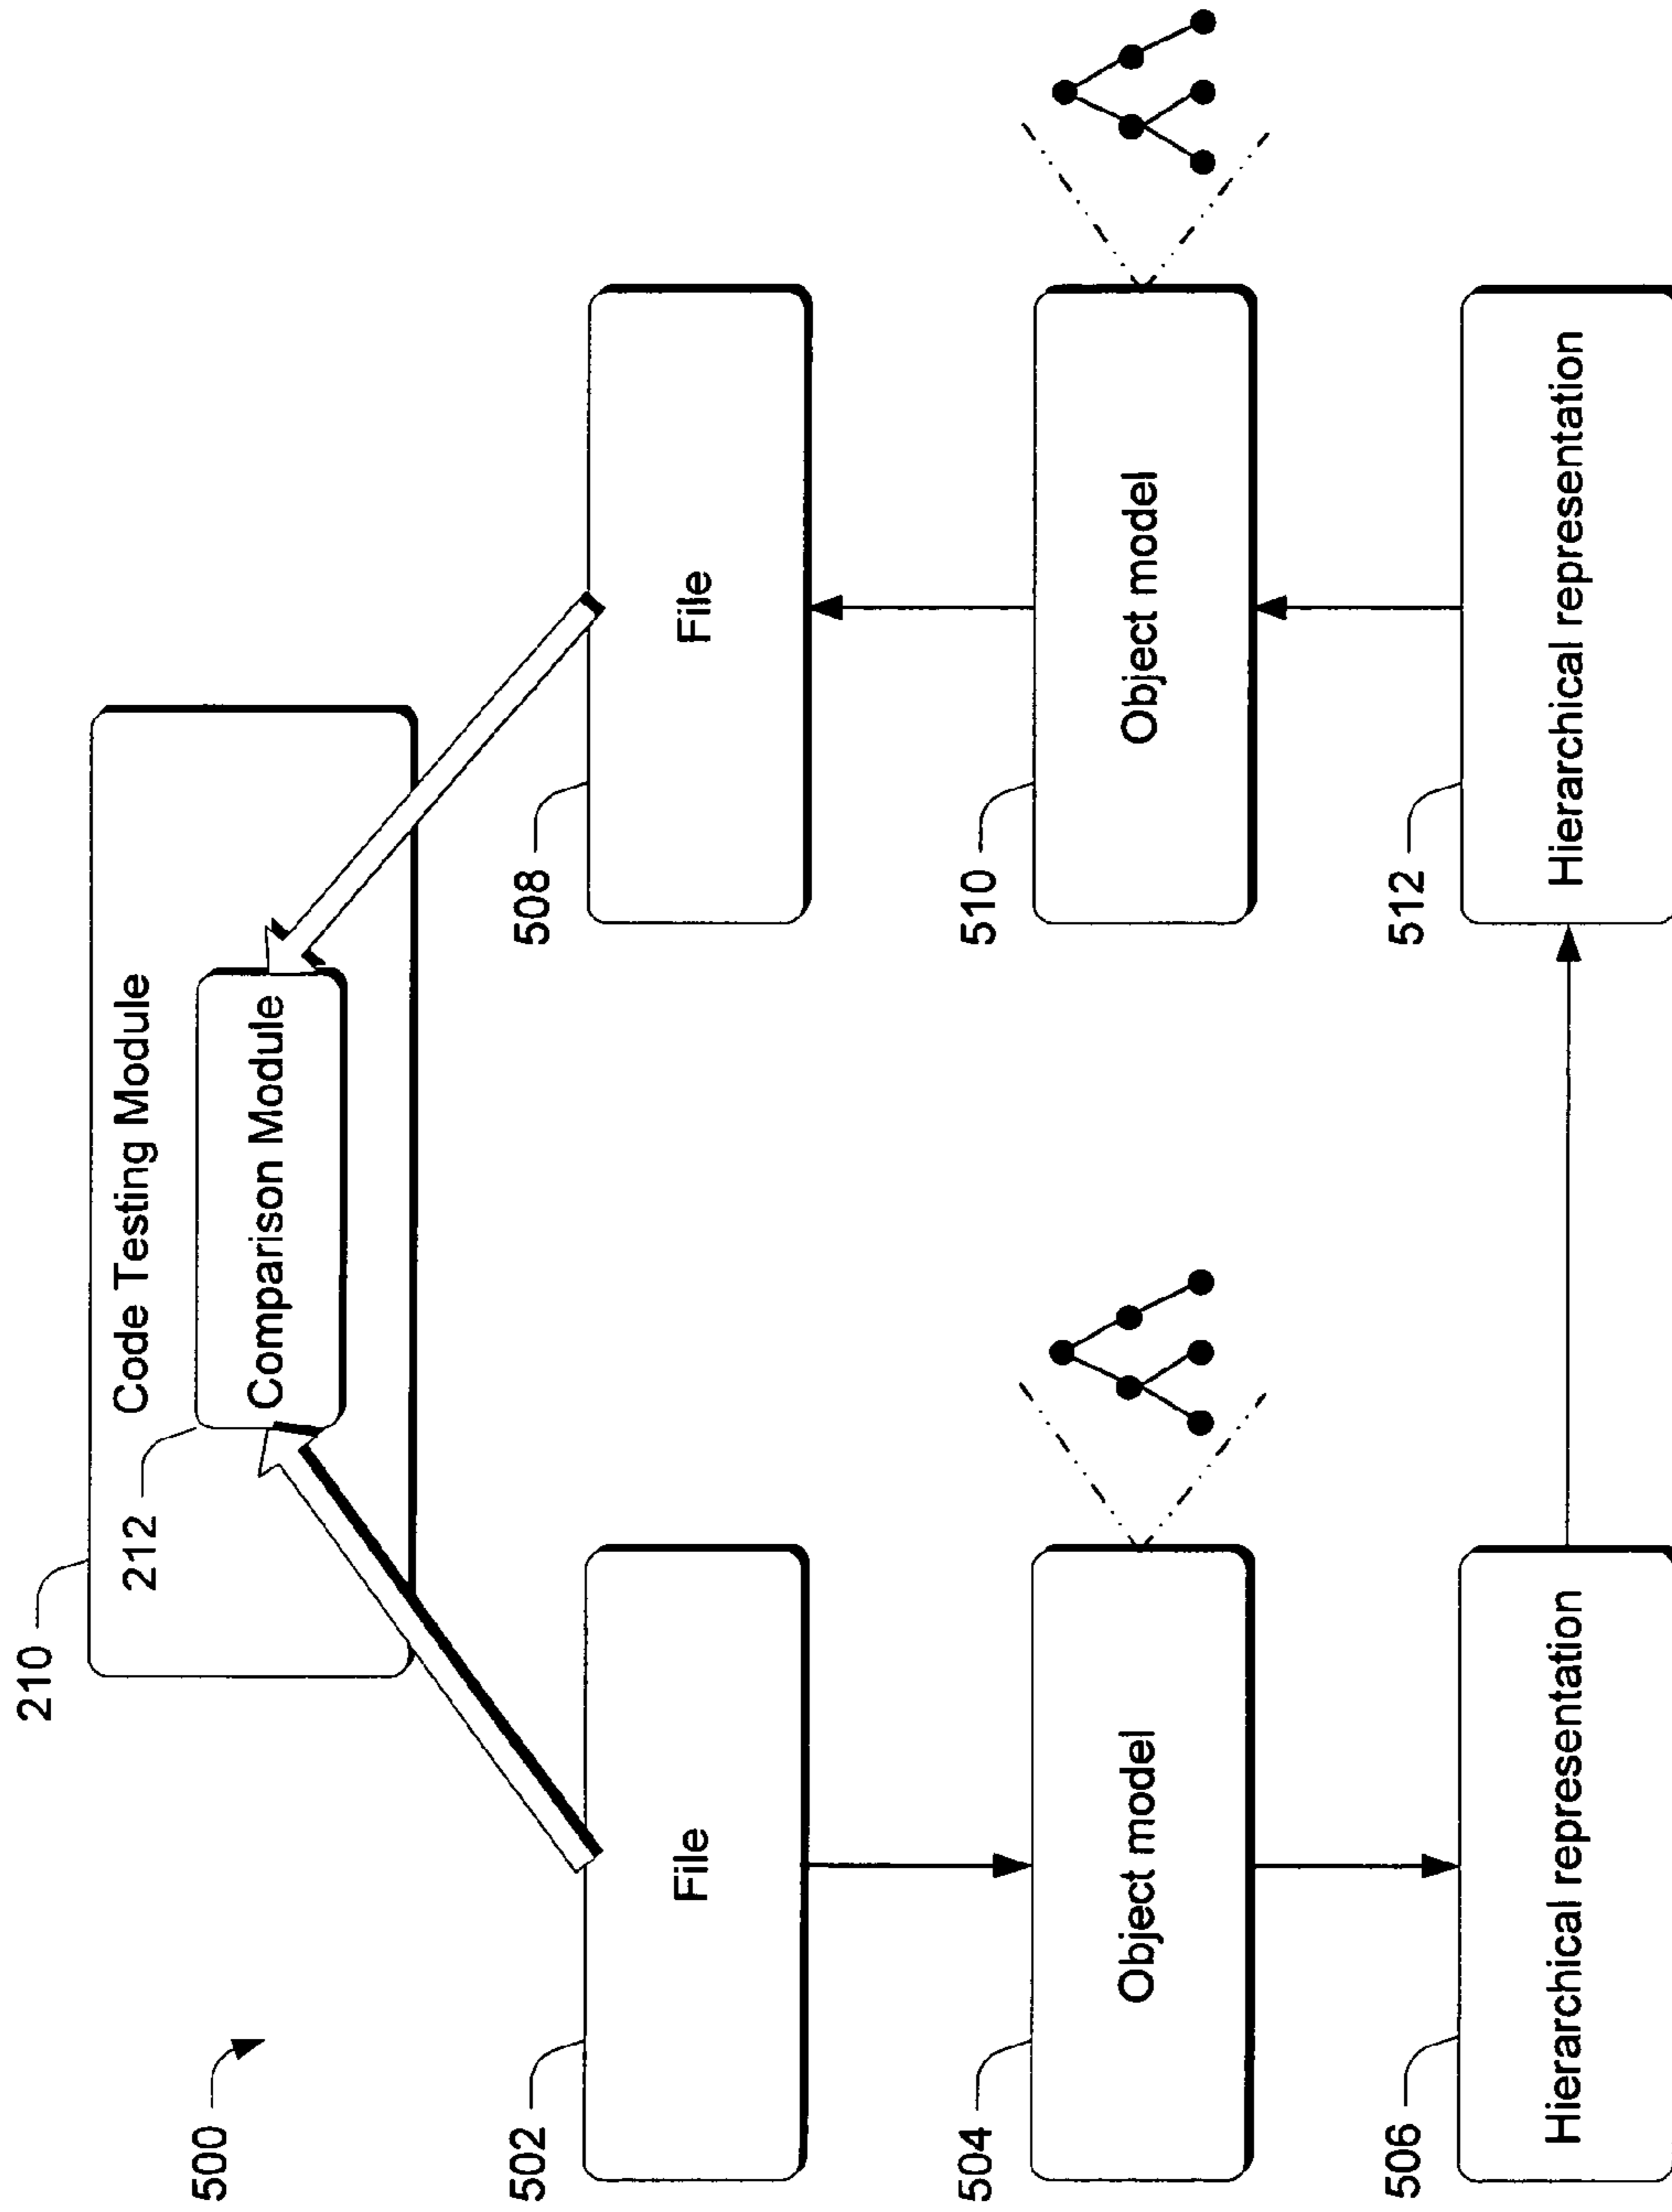 500
210
Code Testing Module
212
Comparison Module
502
File
508
File
504
Object model
510
Object model
506
Hierarchical representation
512
Hierarchical representation